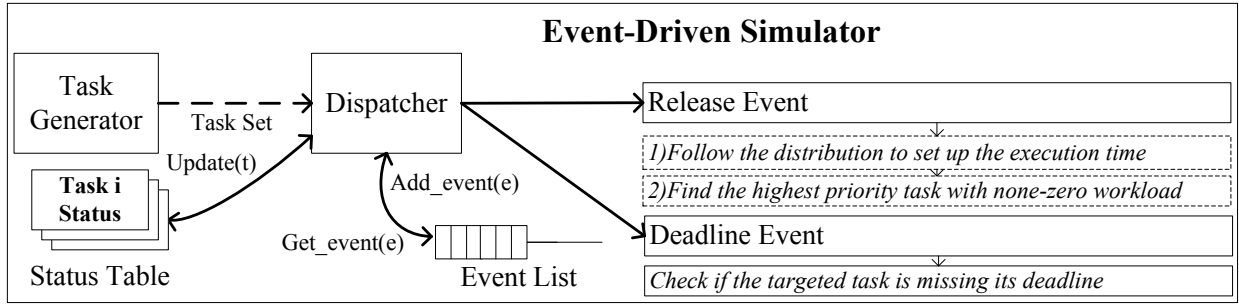 Event-Driven Simulator
Task
Generator
Task Set
Dispatcher
Update(t)
Task i
Status
Status Table
Add_event(e)
Get_event(e)
Event List
Release Event
1)Follow the distribution to set up the execution time
2)Find the highest priority task with none-zero workload
Deadline Event
Check if the targeted task is missing its deadline